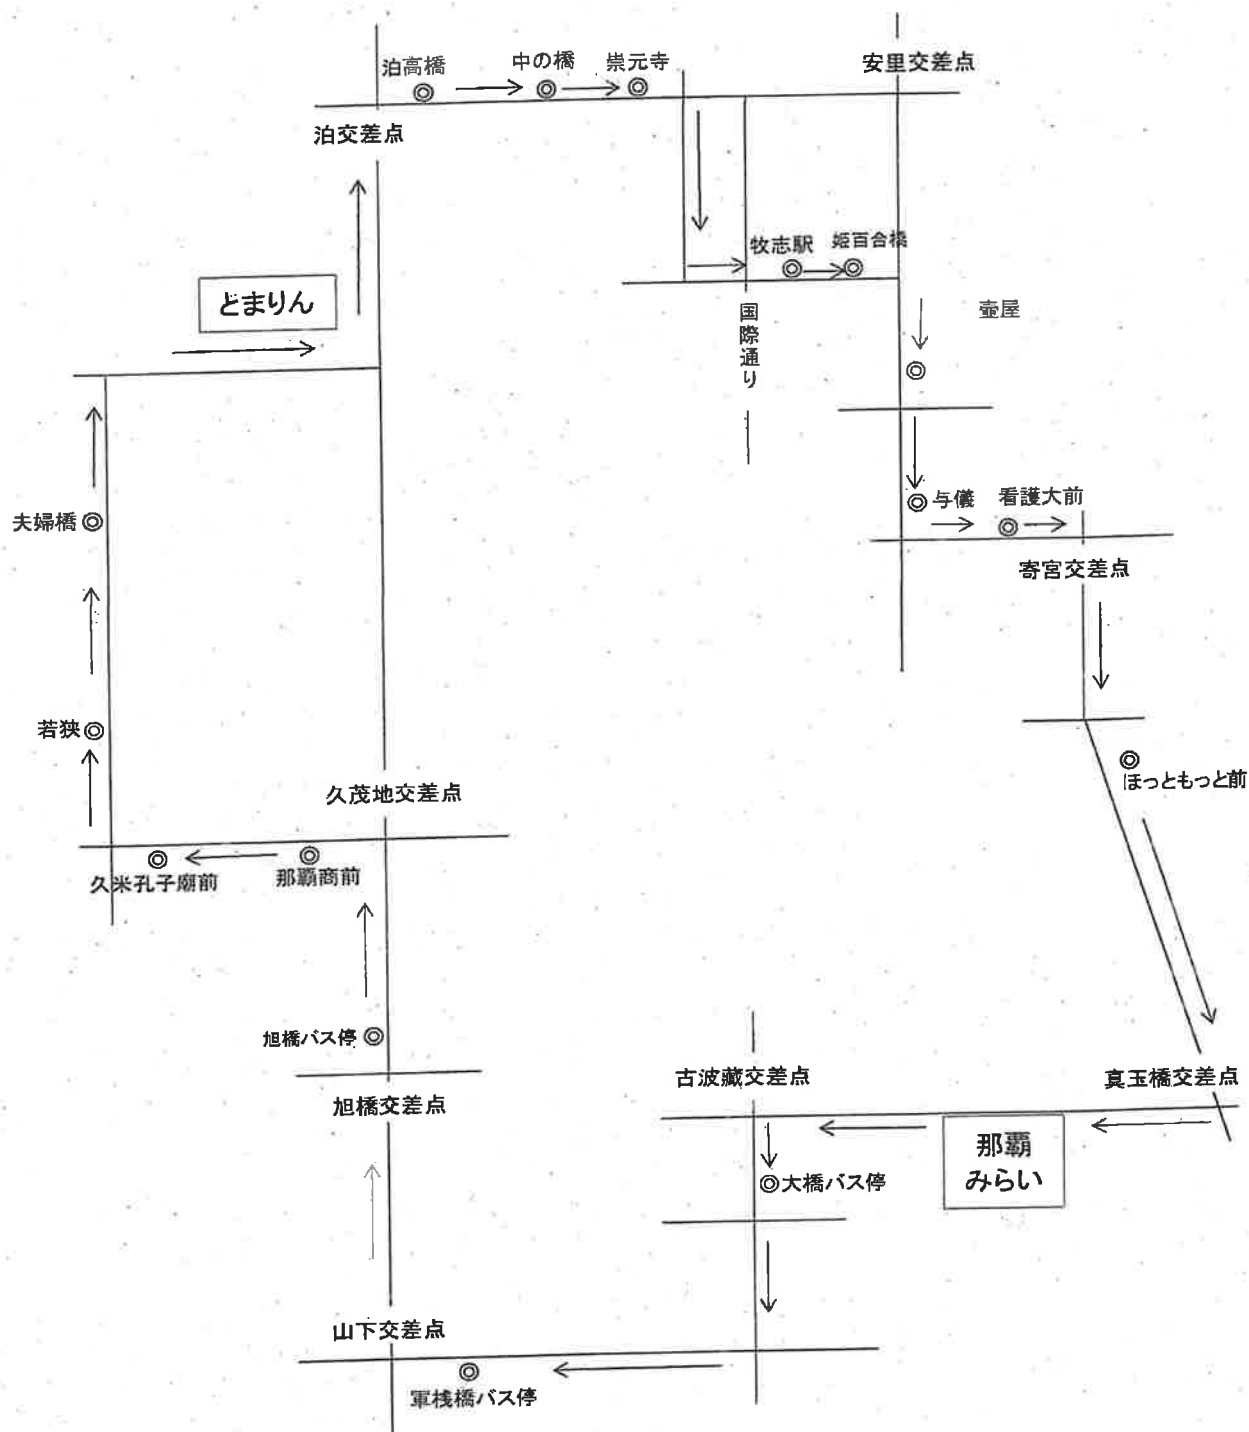 泊高橋
中の橋
崇元寺
安里交差点
泊交差点
牧志駅
姫百合橋
とまりん
国際通り
壷屋
夫婦橋
与儀
看護大前
寄宮交差点
若狭
ほっともっと前
久茂地交差点
久米孔子廟前
那覇商前
旭橋バス停
古波藏交差点
真玉橋交差点
旭橋交差点
那覇
みらい
大橋バス停
山下交差点
軍桟橋バス停